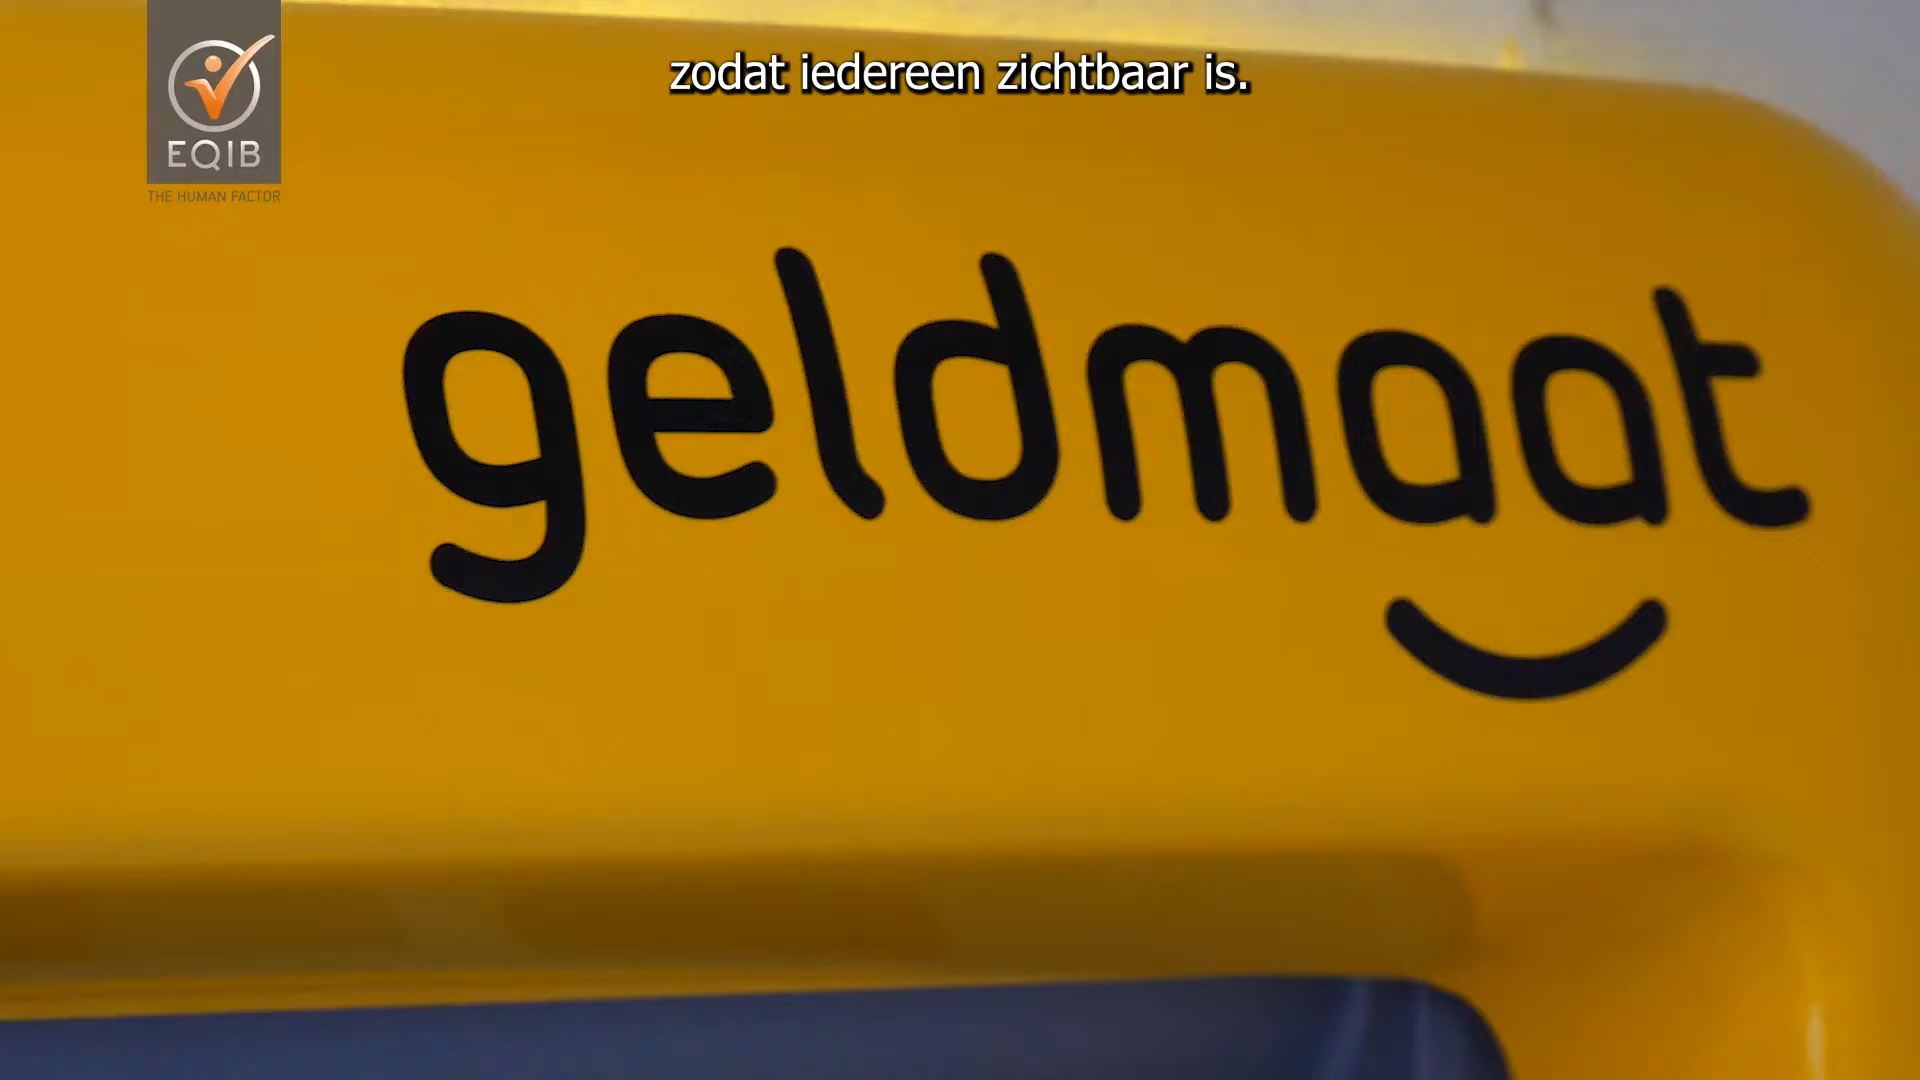 zodat iedereen zichtbaar is.
EQIB
THE HUMAN FACTOR
geldmaat